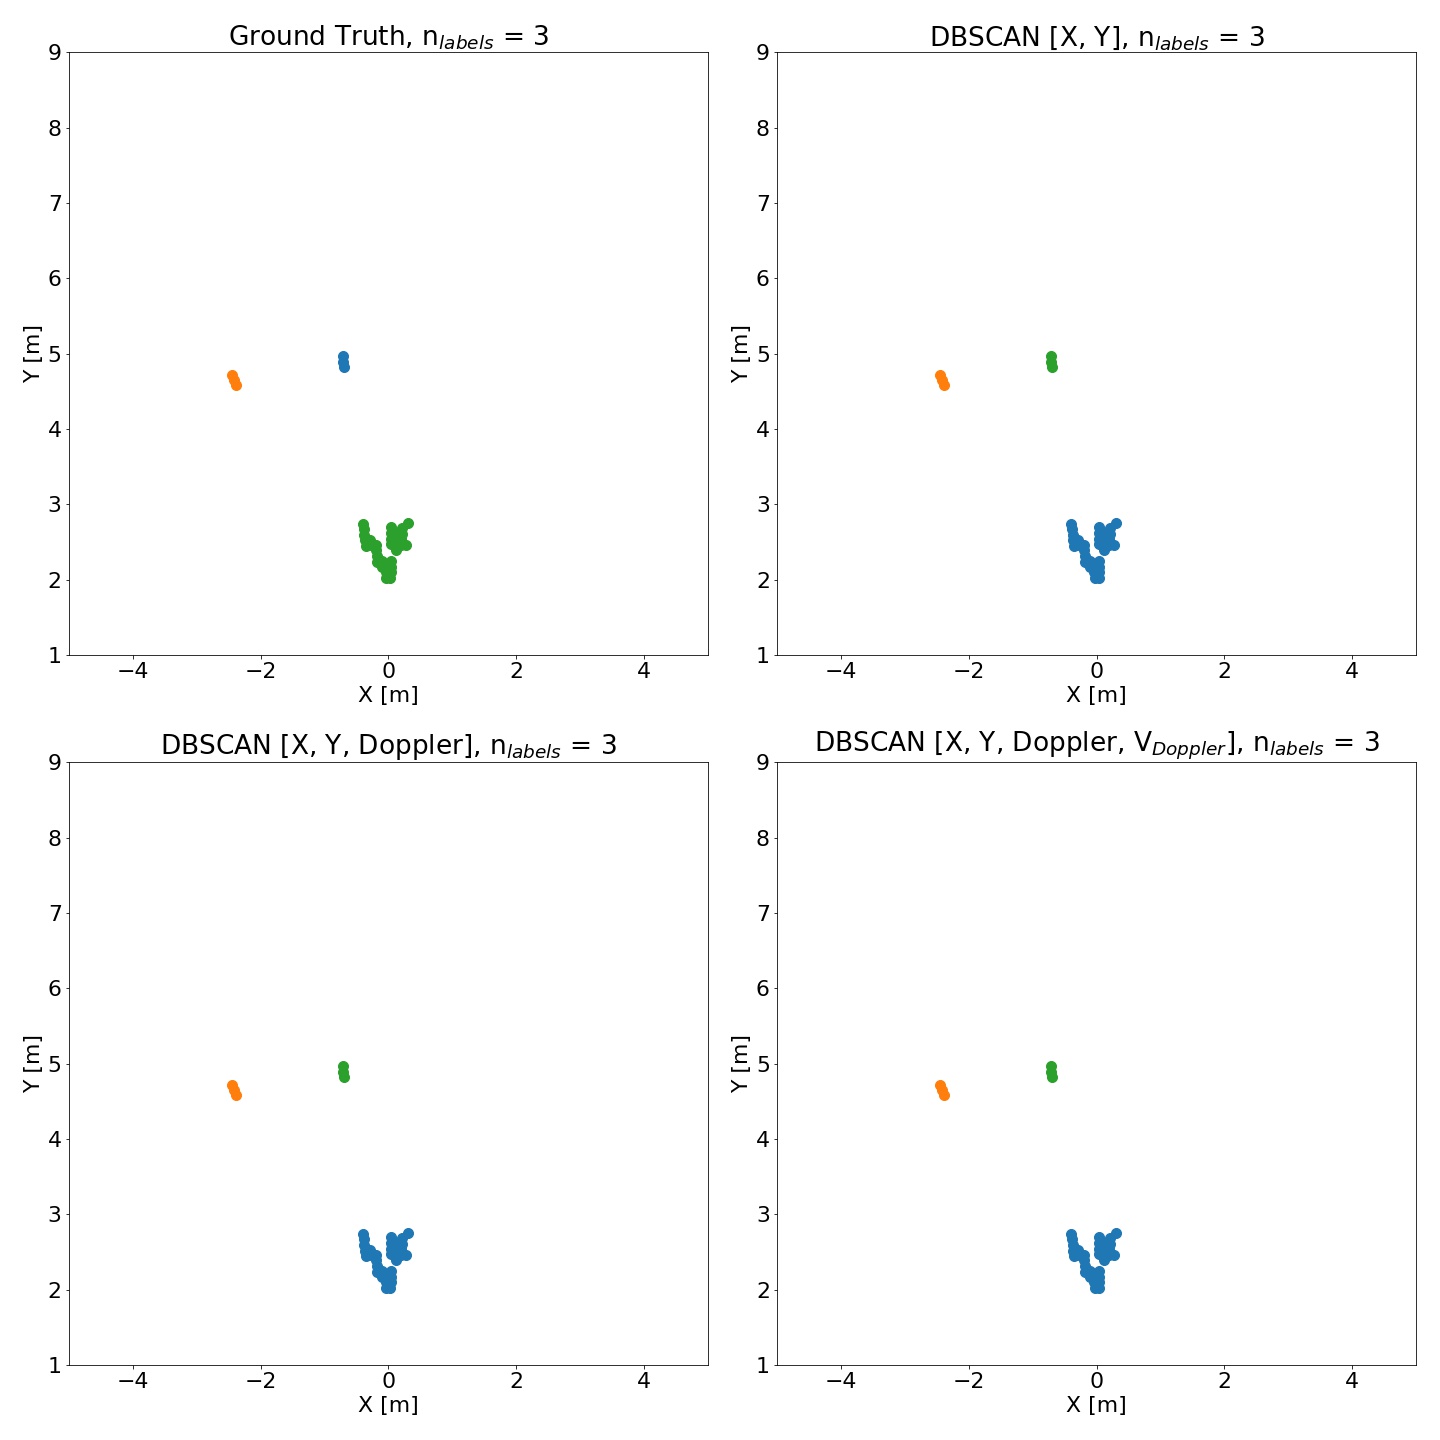 Ground Truth, n_labels = 3
9
8
7
6
5
4
3
2
1
Y [m]
−4 −2 0 2 4
X [m]
DBSCAN [X, Y], n_labels = 3
9
8
7
6
5
4
3
2
1
Y [m]
−4 −2 0 2 4
X [m]
DBSCAN [X, Y, Doppler], n_labels = 3
9
8
7
6
5
4
3
2
1
Y [m]
−4 −2 0 2 4
X [m]
DBSCAN [X, Y, Doppler, V_Doppler], n_labels = 3
9
8
7
6
5
4
3
2
1
Y [m]
−4 −2 0 2 4
X [m]